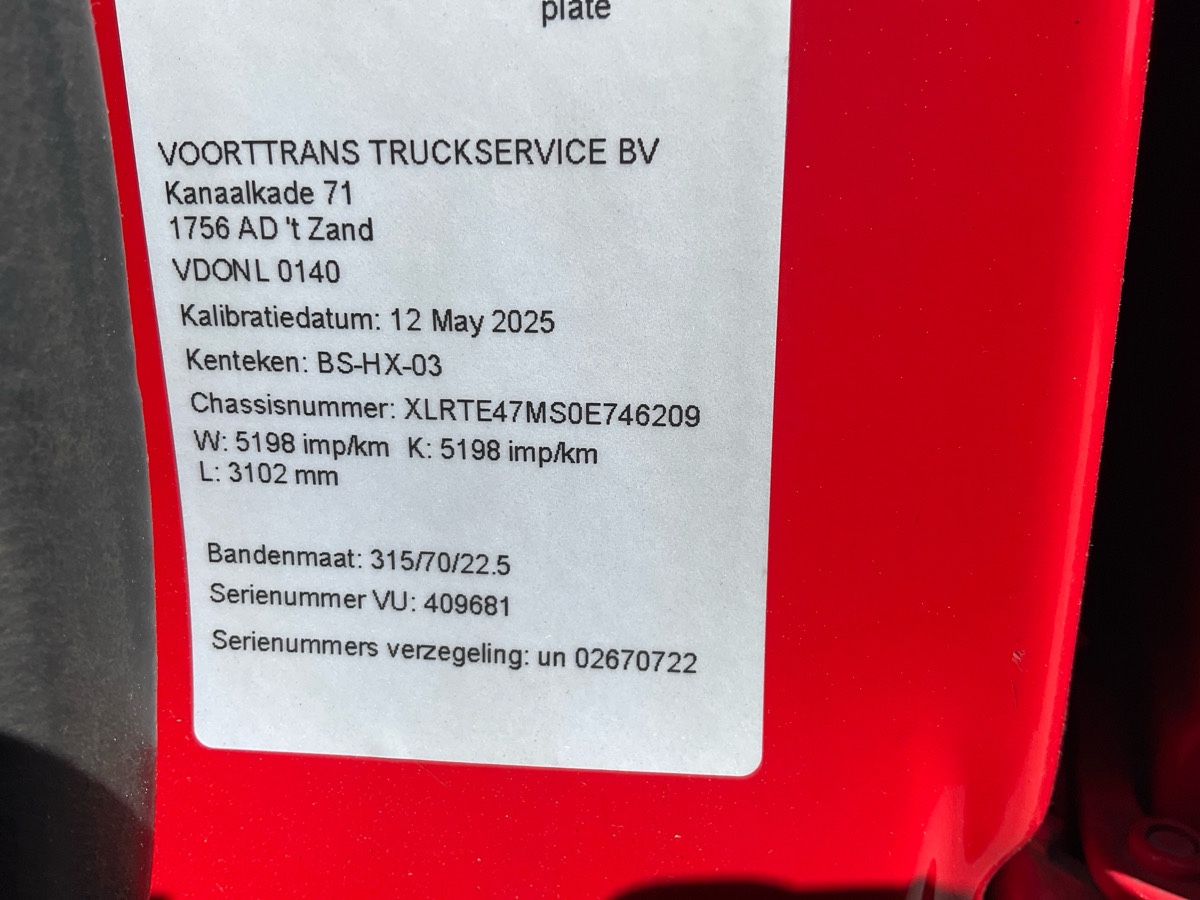 plate
VOORTTRANS TRUCKSERVICE BV
Kanaalkade 71
1756 AD 't Zand
VDONL 0140
Kalibratiedatum: 12 May 2025
Kenteken: BS-HX-03
Chassisnummer: XLRTE47MS0E746209
W: 5198 imp/km K: 5198 imp/km
L: 3102 mm
Bandenmaat: 315/70/22.5
Serienummer VU: 409681
Serienummers verzegeling: un 02670722